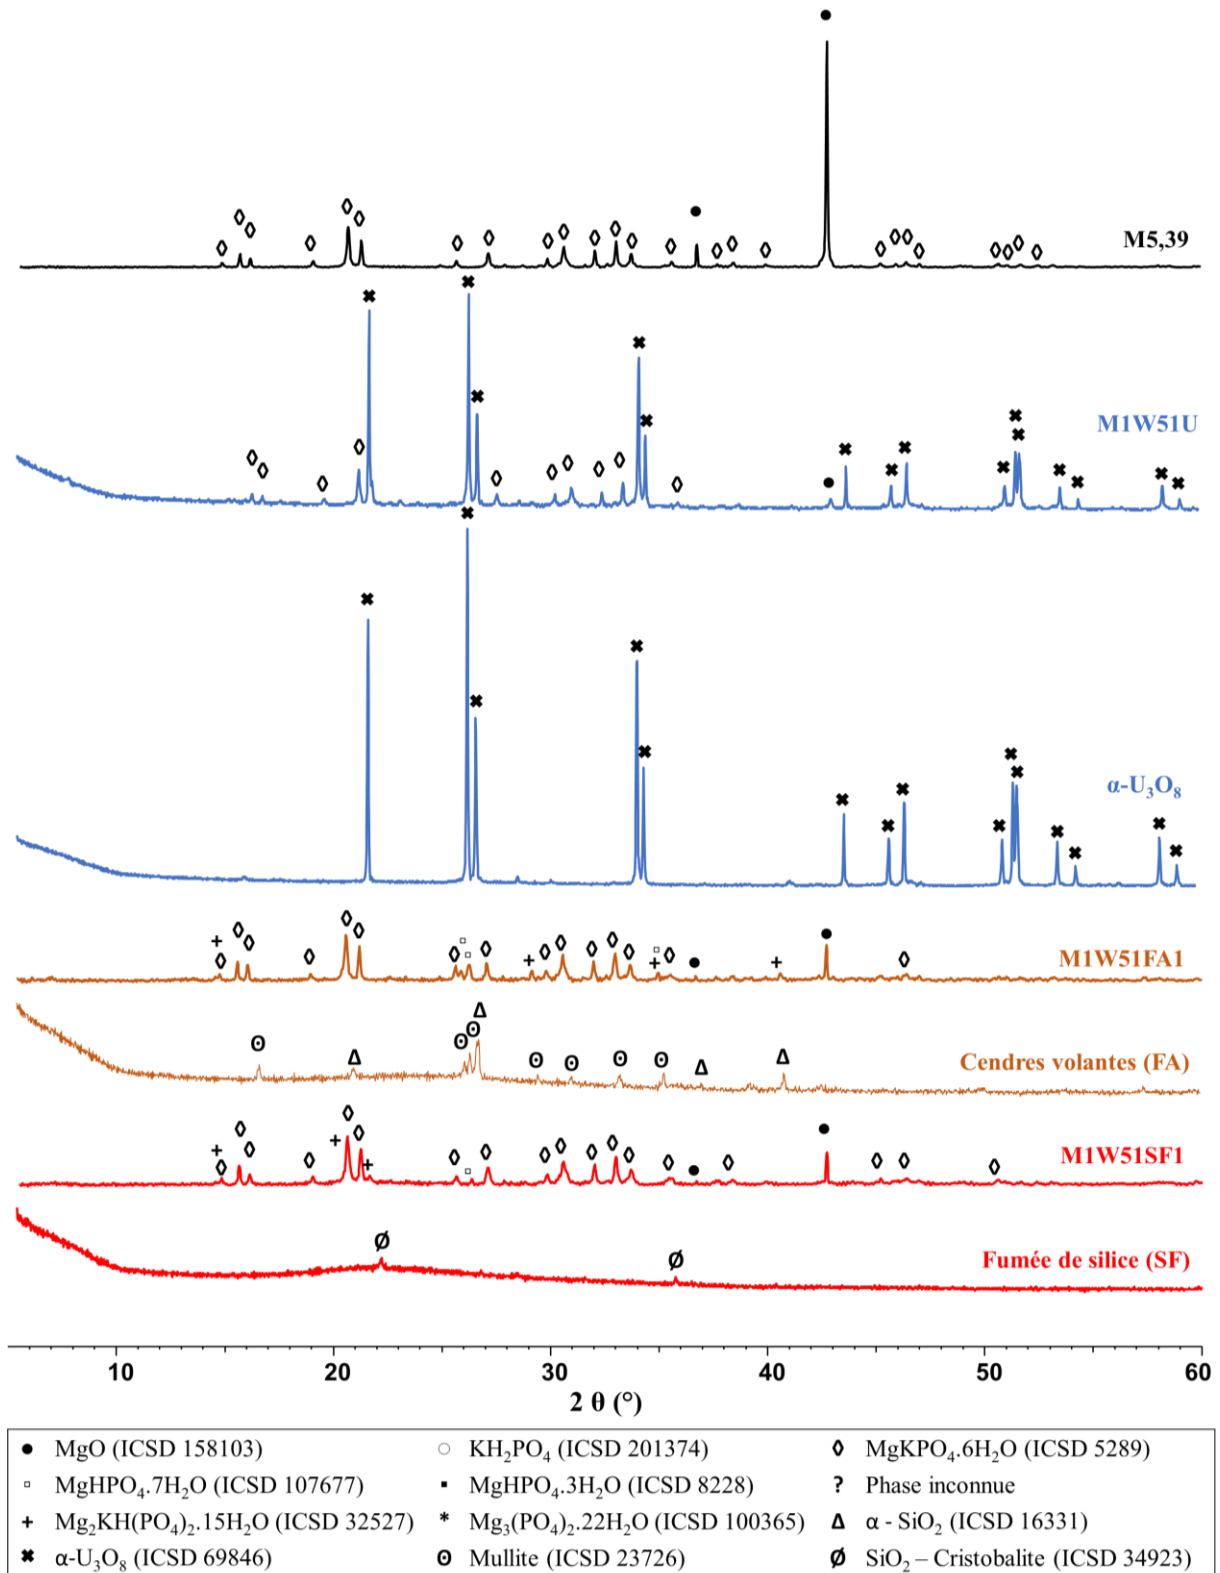 M5,39
M1W51U
α-U₃O₈
M1W51FA1
Cendres volantes (FA)
M1W51SF1
Fumée de silice (SF)
10 20 30 40 50 60
2 θ (°)
● MgO (ICSD 158103) ○ KH₂PO₄ (ICSD 201374) ◊ MgKPO₄.6H₂O (ICSD 5289)
▫ MgHPO₄.7H₂O (ICSD 107677) ▪ MgHPO₄.3H₂O (ICSD 8228) ? Phase inconnue
+ Mg₂KH(PO₄)₂.15H₂O (ICSD 32527) * Mg₃(PO₄)₂.22H₂O (ICSD 100365) Δ α - SiO₂ (ICSD 16331)
✖ α-U₃O₈ (ICSD 69846) ʘ Mullite (ICSD 23726) Ø SiO₂ – Cristobalite (ICSD 34923)